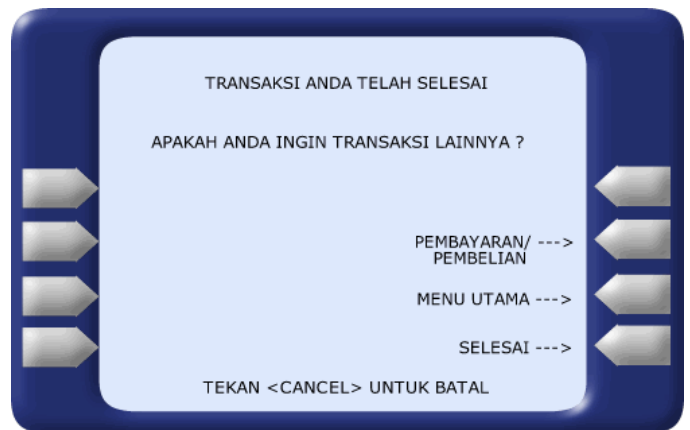 TRANSAKSI ANDA TELAH SELESAI
APAKAH ANDA INGIN TRANSAKSI LAINNYA ?
PEMBAYARAN/ --->
PEMBELIAN
MENU UTAMA --->
SELESAI --->
TEKAN <CANCEL> UNTUK BATAL